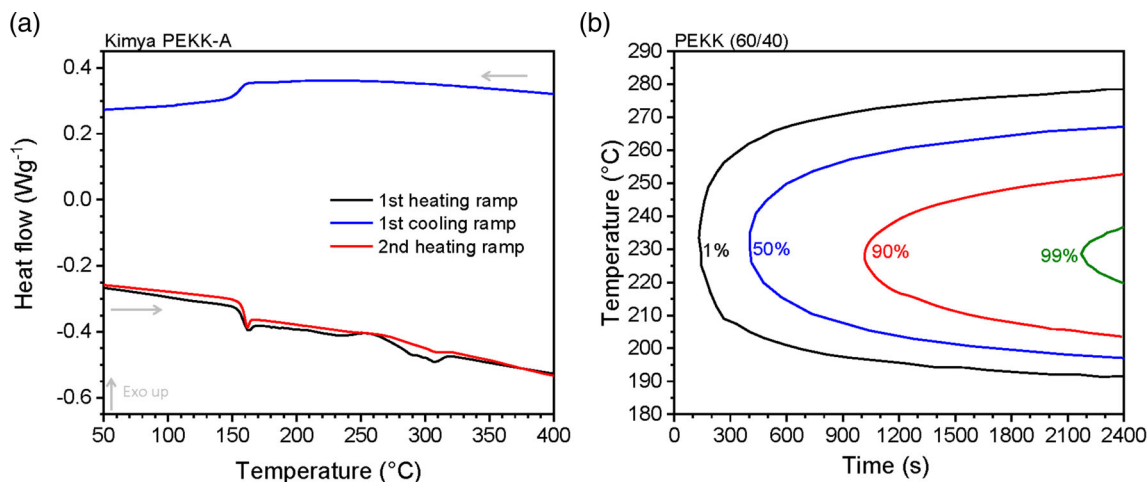 (a)
Kimya PEKK-A
Heat flow (Wg⁻¹)
0.4
0.2
0.0
-0.2
-0.4
-0.6
1st heating ramp
1st cooling ramp
2nd heating ramp
Exo up
50 100 150 200 250 300 350 400
Temperature (°C)
(b)
PEKK (60/40)
Temperature (°C)
290
280
270
260
250
240
230
220
210
200
190
180
1% 50% 90% 99%
0 300 600 900 1200 1500 1800 2100 2400
Time (s)